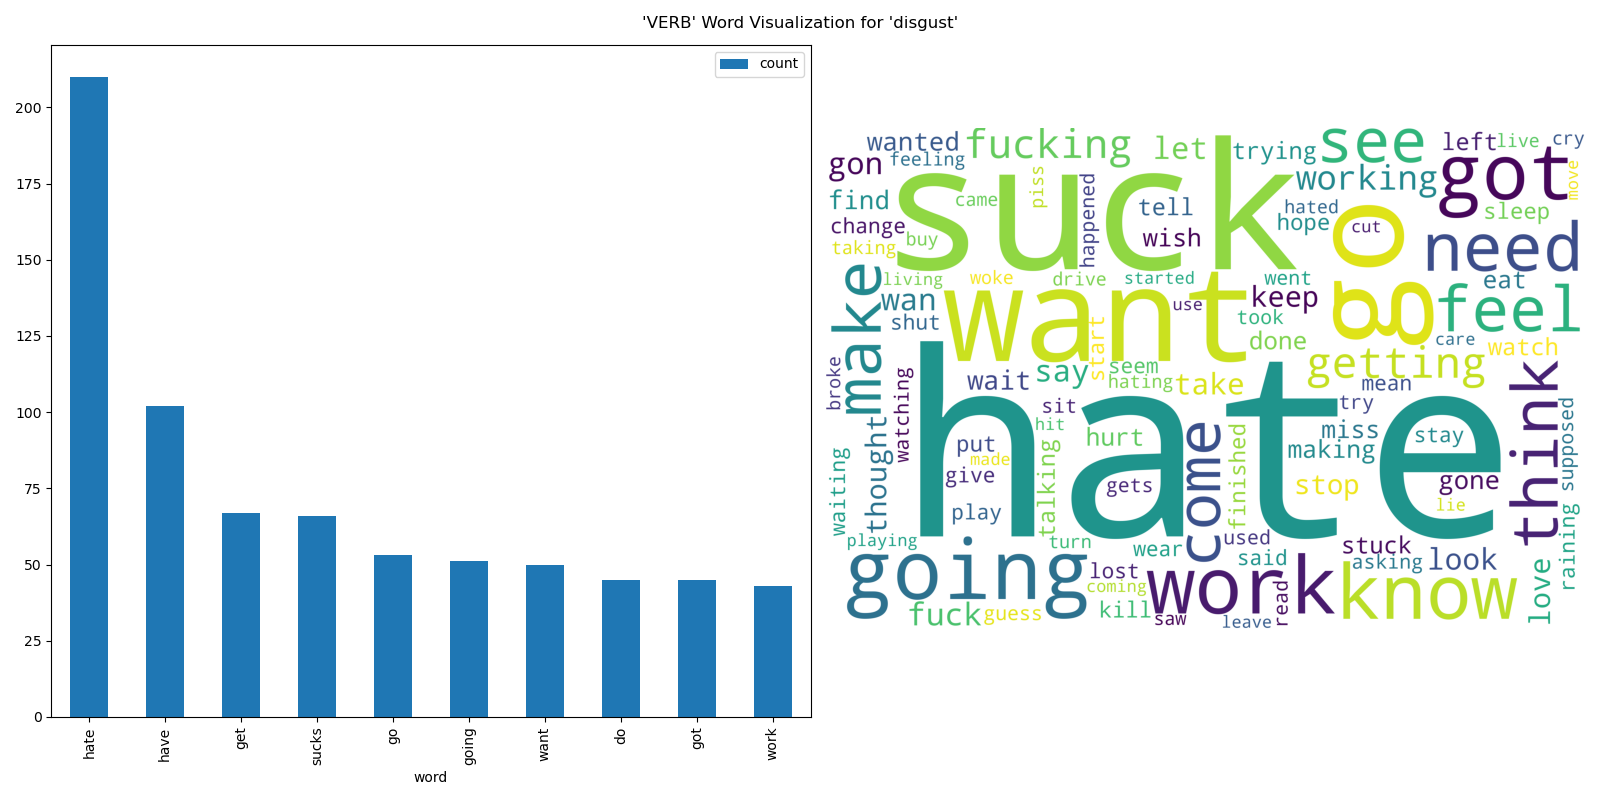 'VERB' Word Visualization for 'disgust'
count
200
175
150
125
100
75
50
25
0
hate
have
get
sucks
go
going
want
do
got
work
word
wanted
fucking
let
trying
see
left
live
cry
gon
feeling
suck
working
got
move
find
came
piss
happened
tell
hated
hope
sleep
change
buy
wish
go
cut
need
taking
living
woke
drive
started
went
eat
make
wan
want
use
keep
feel
shut
start
took
done
care
watch
broke
watching
wait
say
seem
hating
take
getting
mean
think
hate
sit
hit
try
miss
stay
supposed
waiting
thought
put
made
give
talking
hurt
gets
come
finished
making
stop
gone
lie
play
playing
turn
wear
used
said
stuck
asking
look
raining
going
lost
coming
work
know
love
fuck
guess
kill
saw
leave
read